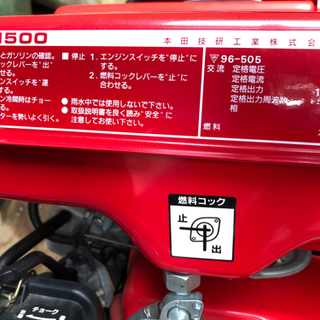 1500
本田技研工業株式会
とガソリンの確認。
ックレバーを"出"
せる。
イッチを"運
ン冷間時はチョー
ターを勢いよく引く。
■停止 1.エンジンスイッチを"停止"に
する。
2.燃料コックレバーを"止"に
合わせる。
●雨水中では使用しないで下さい。
●取扱説明書を良く読み"安全"に
注意してお使い下さい。
96-505
交流 定格電圧
定格電流
定格出力
定格出力周波数
相
燃料
燃料コック
止
出
チョーク